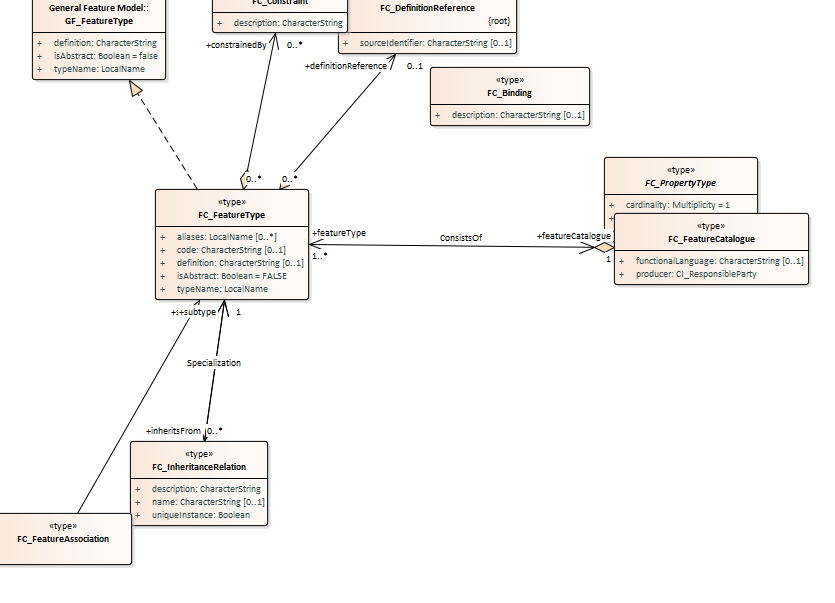 General Feature Model::
GF_FeatureType
+ definition: CharacterString
+ isAbstract: Boolean = false
+ typeName: LocalName
FC_Constraint
+ description: CharacterString
FC_DefinitionReference
{root}
+ sourceIdentifier: CharacterString [0..1]
+constrainedBy 0..*
+definitionReference 0..1
«type»
FC_Binding
+ description: CharacterString [0..1]
0..* 0..*
«type»
FC_PropertyType
+ cardinality: Multiplicity = 1
+
«type»
FC_FeatureType
+ aliases: LocalName [0..*]
+ code: CharacterString [0..1]
+ definition: CharacterString [0..1]
+ isAbstract: Boolean = FALSE
+ typeName: LocalName
+featureType
1..*
ConsistsOf
+featureCatalogue
1
«type»
FC_FeatureCatalogue
+ functionalLanguage: CharacterString [0..1]
+ producer: CI_ResponsibleParty
+subtype 1
Specialization
+inheritsFrom 0..*
«type»
FC_InheritanceRelation
+ description: CharacterString
+ name: CharacterString [0..1]
+ uniqueInstance: Boolean
«type»
FC_FeatureAssociation